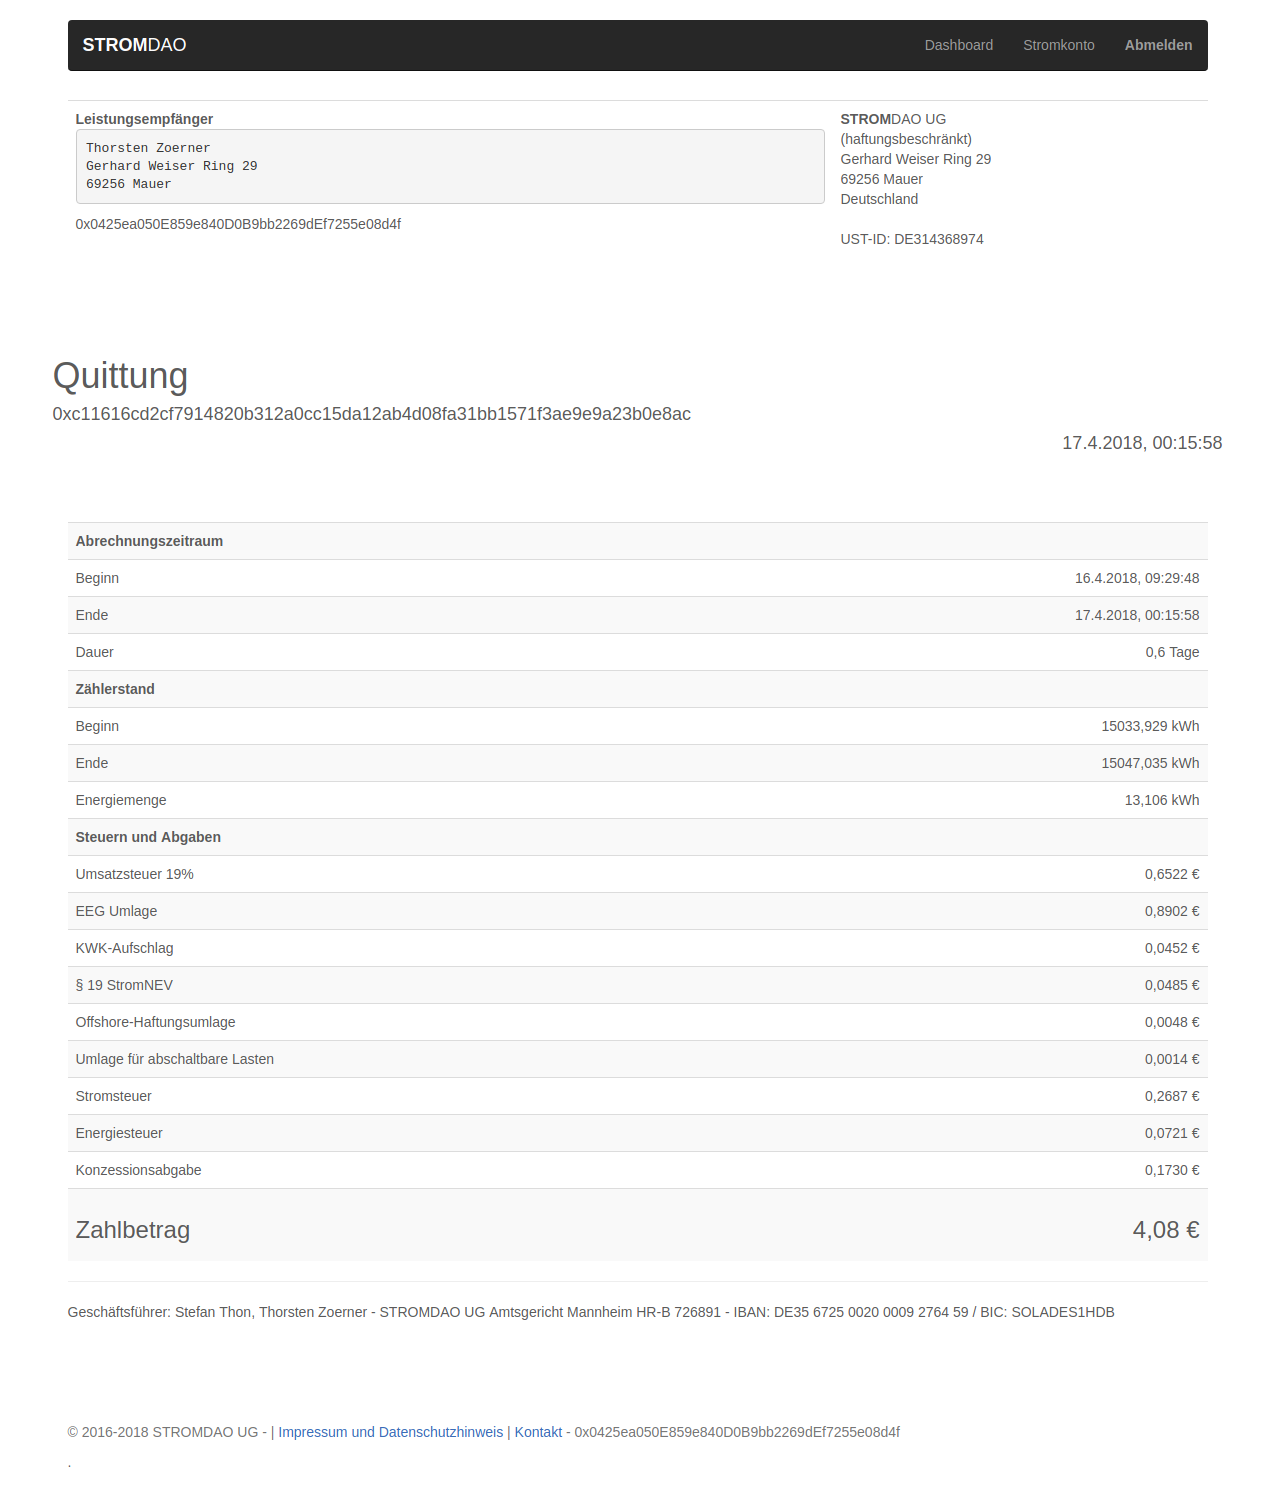 STROMDAO Dashboard Stromkonto Abmelden
Leistungsempfänger
Thorsten Zoerner
Gerhard Weiser Ring 29
69256 Mauer
0x0425ea050E859e840D0B9bb2269dEf7255e08d4f
STROMDAO UG
(haftungsbeschränkt)
Gerhard Weiser Ring 29
69256 Mauer
Deutschland
UST-ID: DE314368974
Quittung
0xc11616cd2cf7914820b312a0cc15da12ab4d08fa31bb1571f3ae9e9a23b0e8ac
17.4.2018, 00:15:58
Abrechnungszeitraum
Beginn 16.4.2018, 09:29:48
Ende 17.4.2018, 00:15:58
Dauer 0,6 Tage
Zählerstand
Beginn 15033,929 kWh
Ende 15047,035 kWh
Energiemenge 13,106 kWh
Steuern und Abgaben
Umsatzsteuer 19% 0,6522 €
EEG Umlage 0,8902 €
KWK-Aufschlag 0,0452 €
§ 19 StromNEV 0,0485 €
Offshore-Haftungsumlage 0,0048 €
Umlage für abschaltbare Lasten 0,0014 €
Stromsteuer 0,2687 €
Energiesteuer 0,0721 €
Konzessionsabgabe 0,1730 €
Zahlbetrag 4,08 €
Geschäftsführer: Stefan Thon, Thorsten Zoerner - STROMDAO UG Amtsgericht Mannheim HR-B 726891 - IBAN: DE35 6725 0020 0009 2764 59 / BIC: SOLADES1HDB
© 2016-2018 STROMDAO UG - | Impressum und Datenschutzhinweis | Kontakt - 0x0425ea050E859e840D0B9bb2269dEf7255e08d4f
.